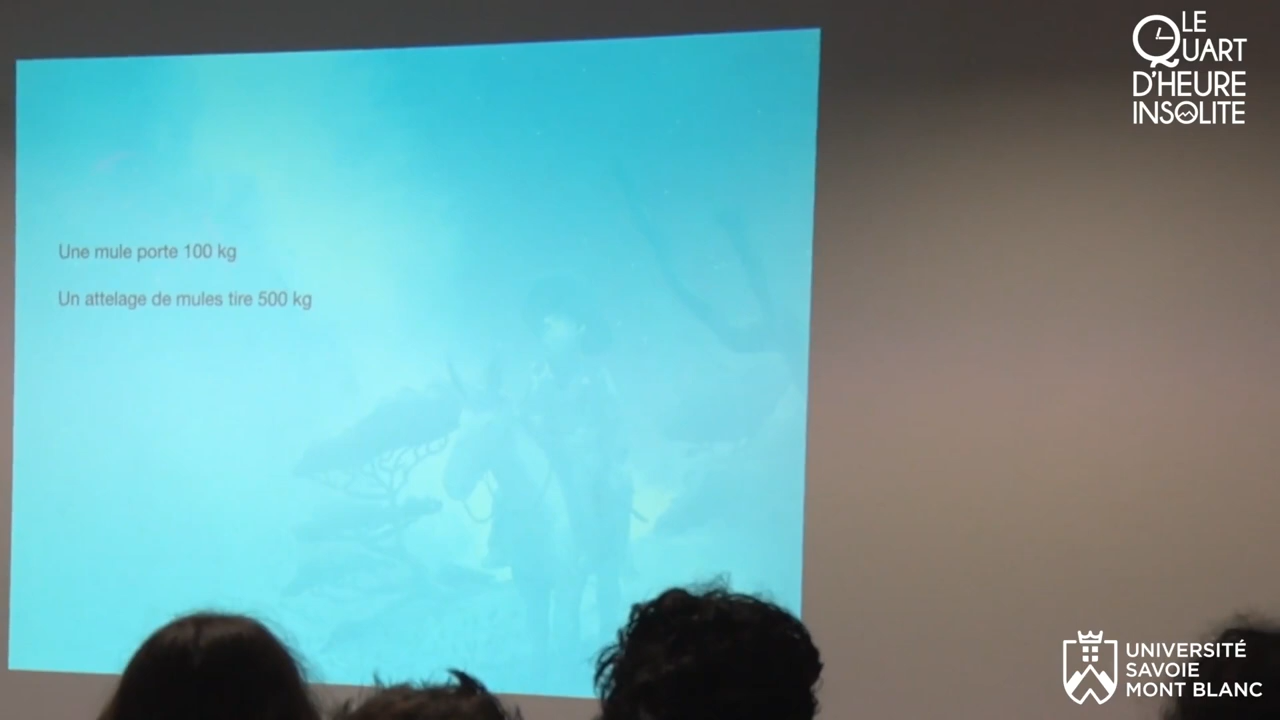 LE
QUART
D'HEURE
INSOLITE
Une mule porte 100 kg
Un attelage de mules tire 500 kg
UNIVERSITÉ
SAVOIE
MONT BLANC